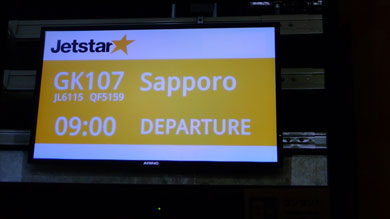 Jetstar
GK107 Sapporo
JL6115 QF5159
09:00 DEPARTURE